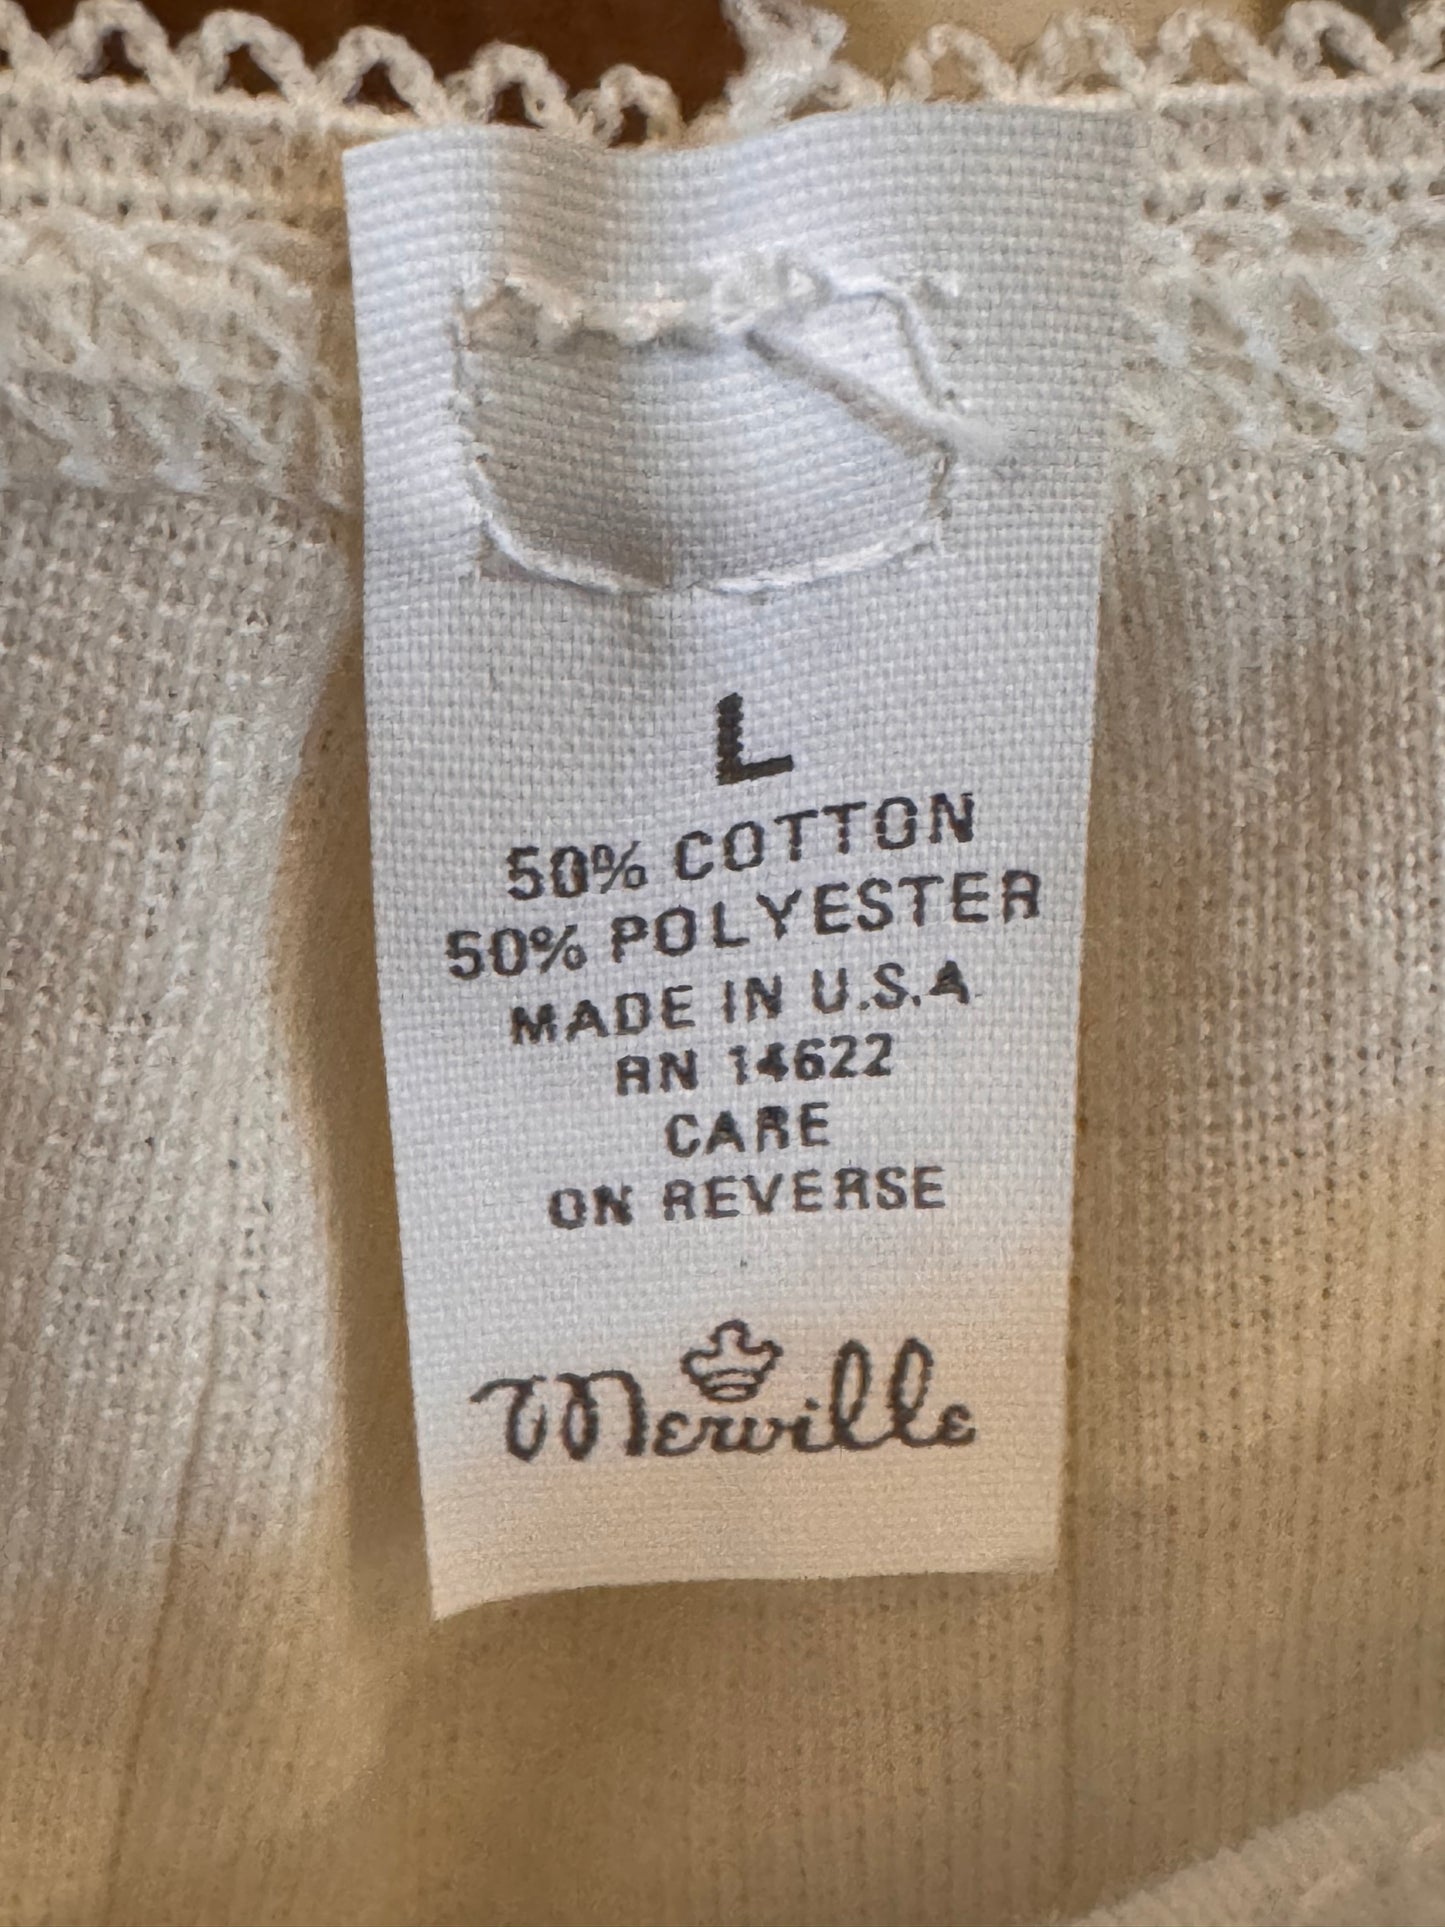 L
50% COTTON
50% POLYESTER
MADE IN U.S.A
RN 14622
CARE
ON REVERSE
Merville